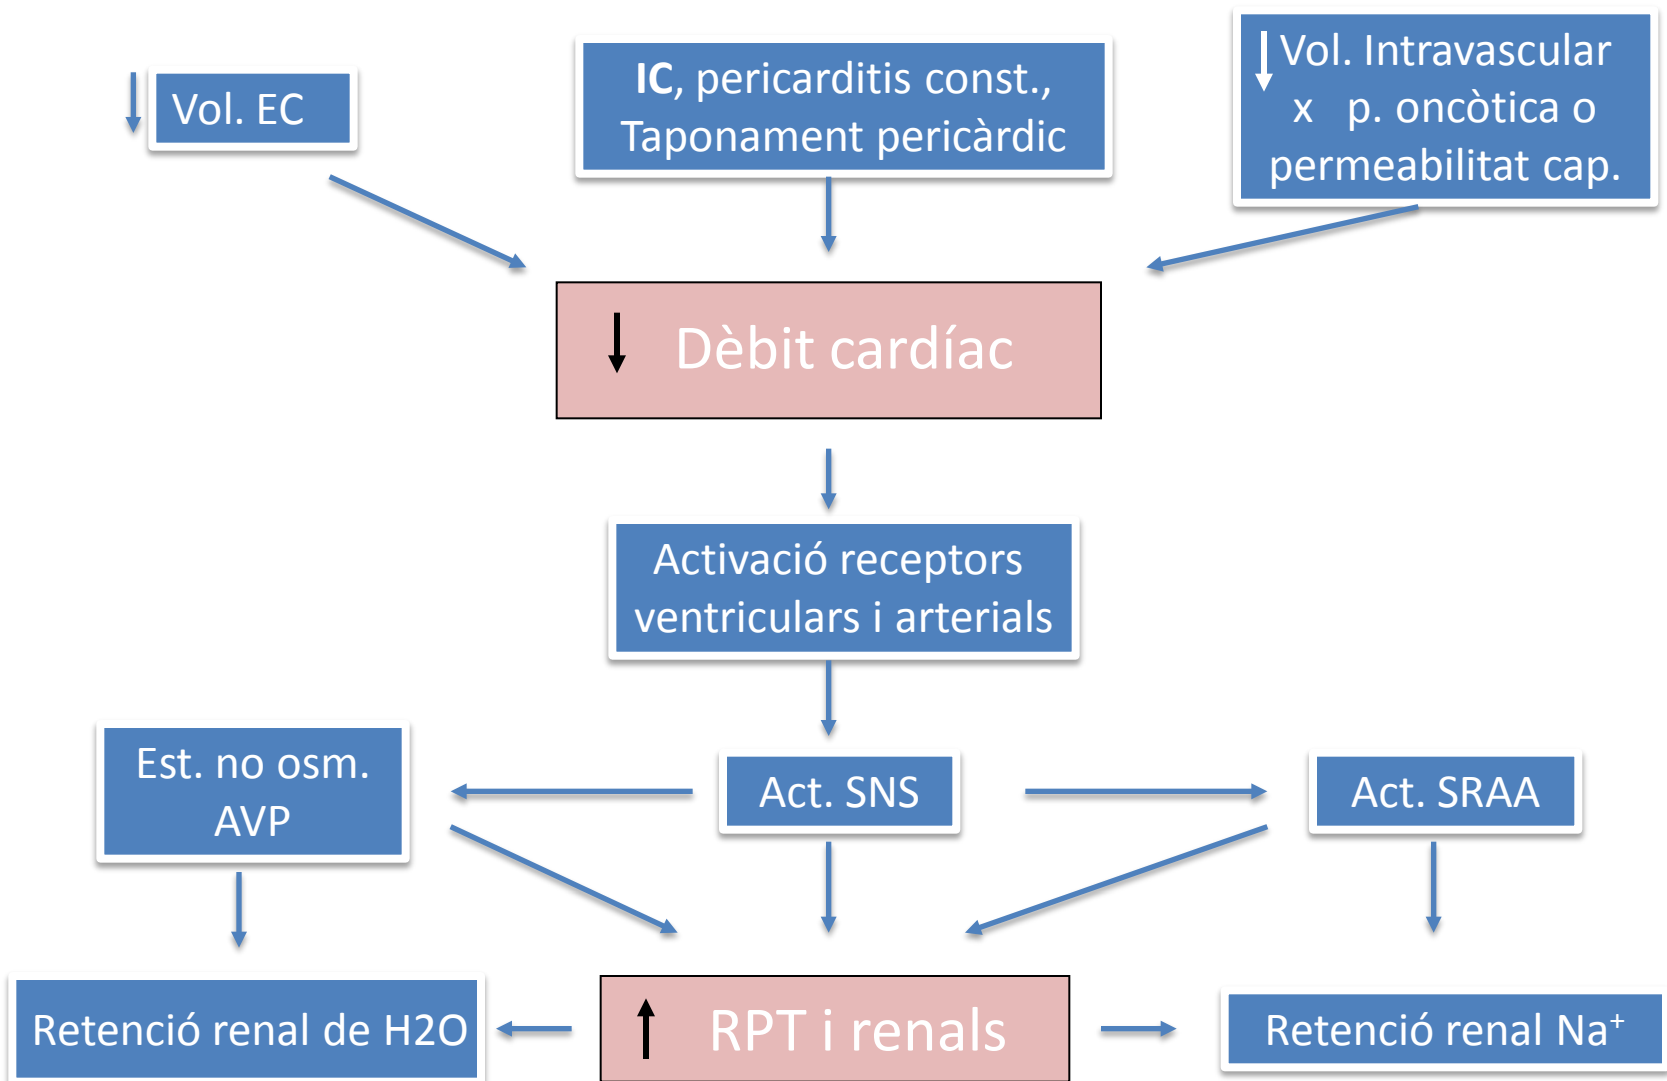 Vol. EC
IC, pericarditis const.,
Taponament pericàrdic
Vol. Intravascular
x p. oncòtica o
permeabilitat cap.
Dèbit cardíac
Activació receptors
ventriculars i arterials
Est. no osm.
AVP
Act. SNS
Act. SRAA
Retenció renal de H2O
RPT i renals
Retenció renal Na⁺